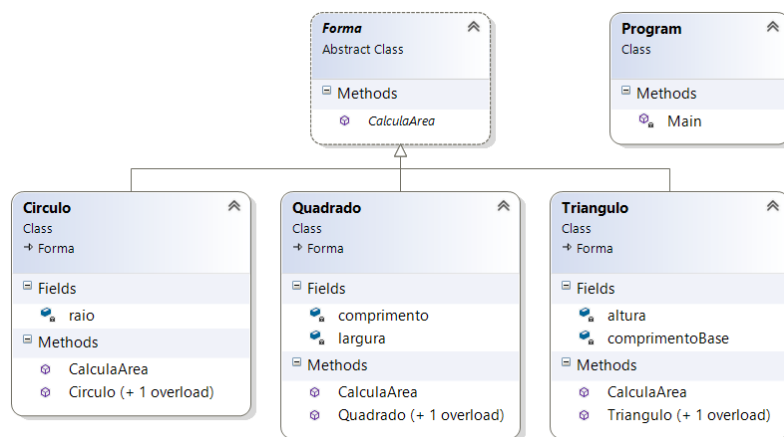 Forma
Abstract Class
Methods
CalculaArea
Program
Class
Methods
Main
Circulo
Class
Forma
Fields
raio
Methods
CalculaArea
Circulo (+ 1 overload)
Quadrado
Class
Forma
Fields
comprimento
largura
Methods
CalculaArea
Quadrado (+ 1 overload)
Triangulo
Class
Forma
Fields
altura
comprimentoBase
Methods
CalculaArea
Triangulo (+ 1 overload)